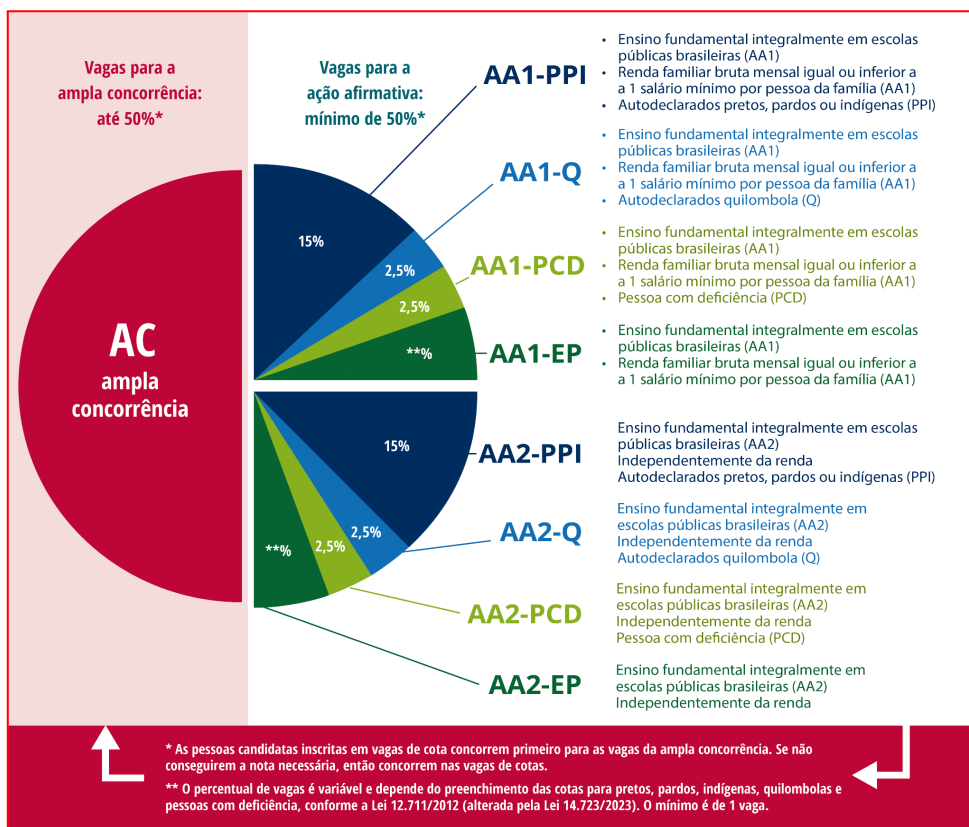 Vagas para a
ampla concorrência:
até 50%*
Vagas para a
ação afirmativa:
mínimo de 50%*
AC
ampla
concorrência
15%
2,5%
2,5%
**%
15%
2,5%
2,5%
**%
AA1-PPI
• Ensino fundamental integralmente em escolas
públicas brasileiras (AA1)
• Renda familiar bruta mensal igual ou inferior a
a 1 salário mínimo por pessoa da família (AA1)
• Autodeclarados pretos, pardos ou indígenas (PPI)
AA1-Q
• Ensino fundamental integralmente em escolas
públicas brasileiras (AA1)
• Renda familiar bruta mensal igual ou inferior a
a 1 salário mínimo por pessoa da família (AA1)
• Autodeclarados quilombola (Q)
AA1-PCD
• Ensino fundamental integralmente em escolas
públicas brasileiras (AA1)
• Renda familiar bruta mensal igual ou inferior a
a 1 salário mínimo por pessoa da família (AA1)
• Pessoa com deficiência (PCD)
AA1-EP
• Ensino fundamental integralmente em escolas
públicas brasileiras (AA1)
• Renda familiar bruta mensal igual ou inferior a
a 1 salário mínimo por pessoa da família (AA1)
AA2-PPI
Ensino fundamental integralmente em escolas
públicas brasileiras (AA2)
Independentemente da renda
Autodeclarados pretos, pardos ou indígenas (PPI)
AA2-Q
Ensino fundamental integralmente em
escolas públicas brasileiras (AA2)
Independentemente da renda
Autodeclarados quilombola (Q)
AA2-PCD
Ensino fundamental integralmente em
escolas públicas brasileiras (AA2)
Independentemente da renda
Pessoa com deficiência (PCD)
AA2-EP
Ensino fundamental integralmente em
escolas públicas brasileiras (AA2)
Independentemente da renda
* As pessoas candidatas inscritas em vagas de cota concorrem primeiro para as vagas da ampla concorrência. Se não
conseguirem a nota necessária, então concorrem nas vagas de cotas.
** O percentual de vagas é variável e depende do preenchimento das cotas para pretos, pardos, indígenas, quilombolas e
pessoas com deficiência, conforme a Lei 12.711/2012 (alterada pela Lei 14.723/2023). O mínimo é de 1 vaga.